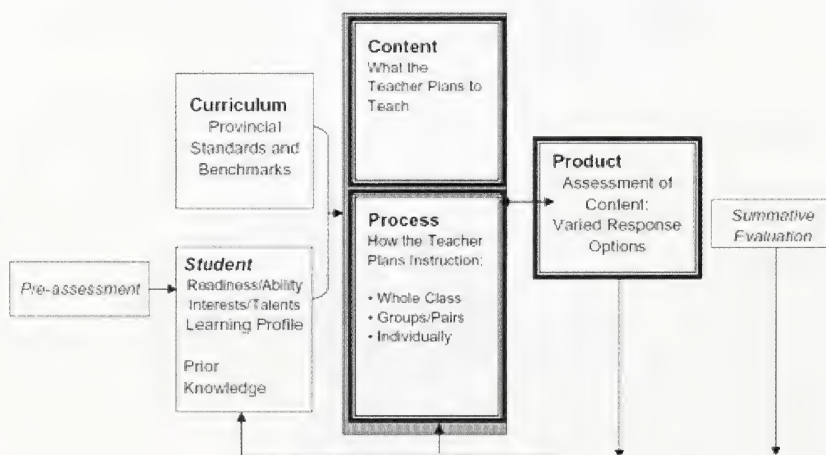 Content
What the
Teacher Plans to
Teach
Curriculum
Provincial
Standards and
Benchmarks
Process
How the Teacher
Plans Instruction:
• Whole Class
• Groups/Pairs
• Individually
Student
Readiness/Ability
Interests/Talents
Learning Profile
Prior
Knowledge
Pre-assessment
Product
Assessment of
Content:
Varied Response
Options
Summative
Evaluation